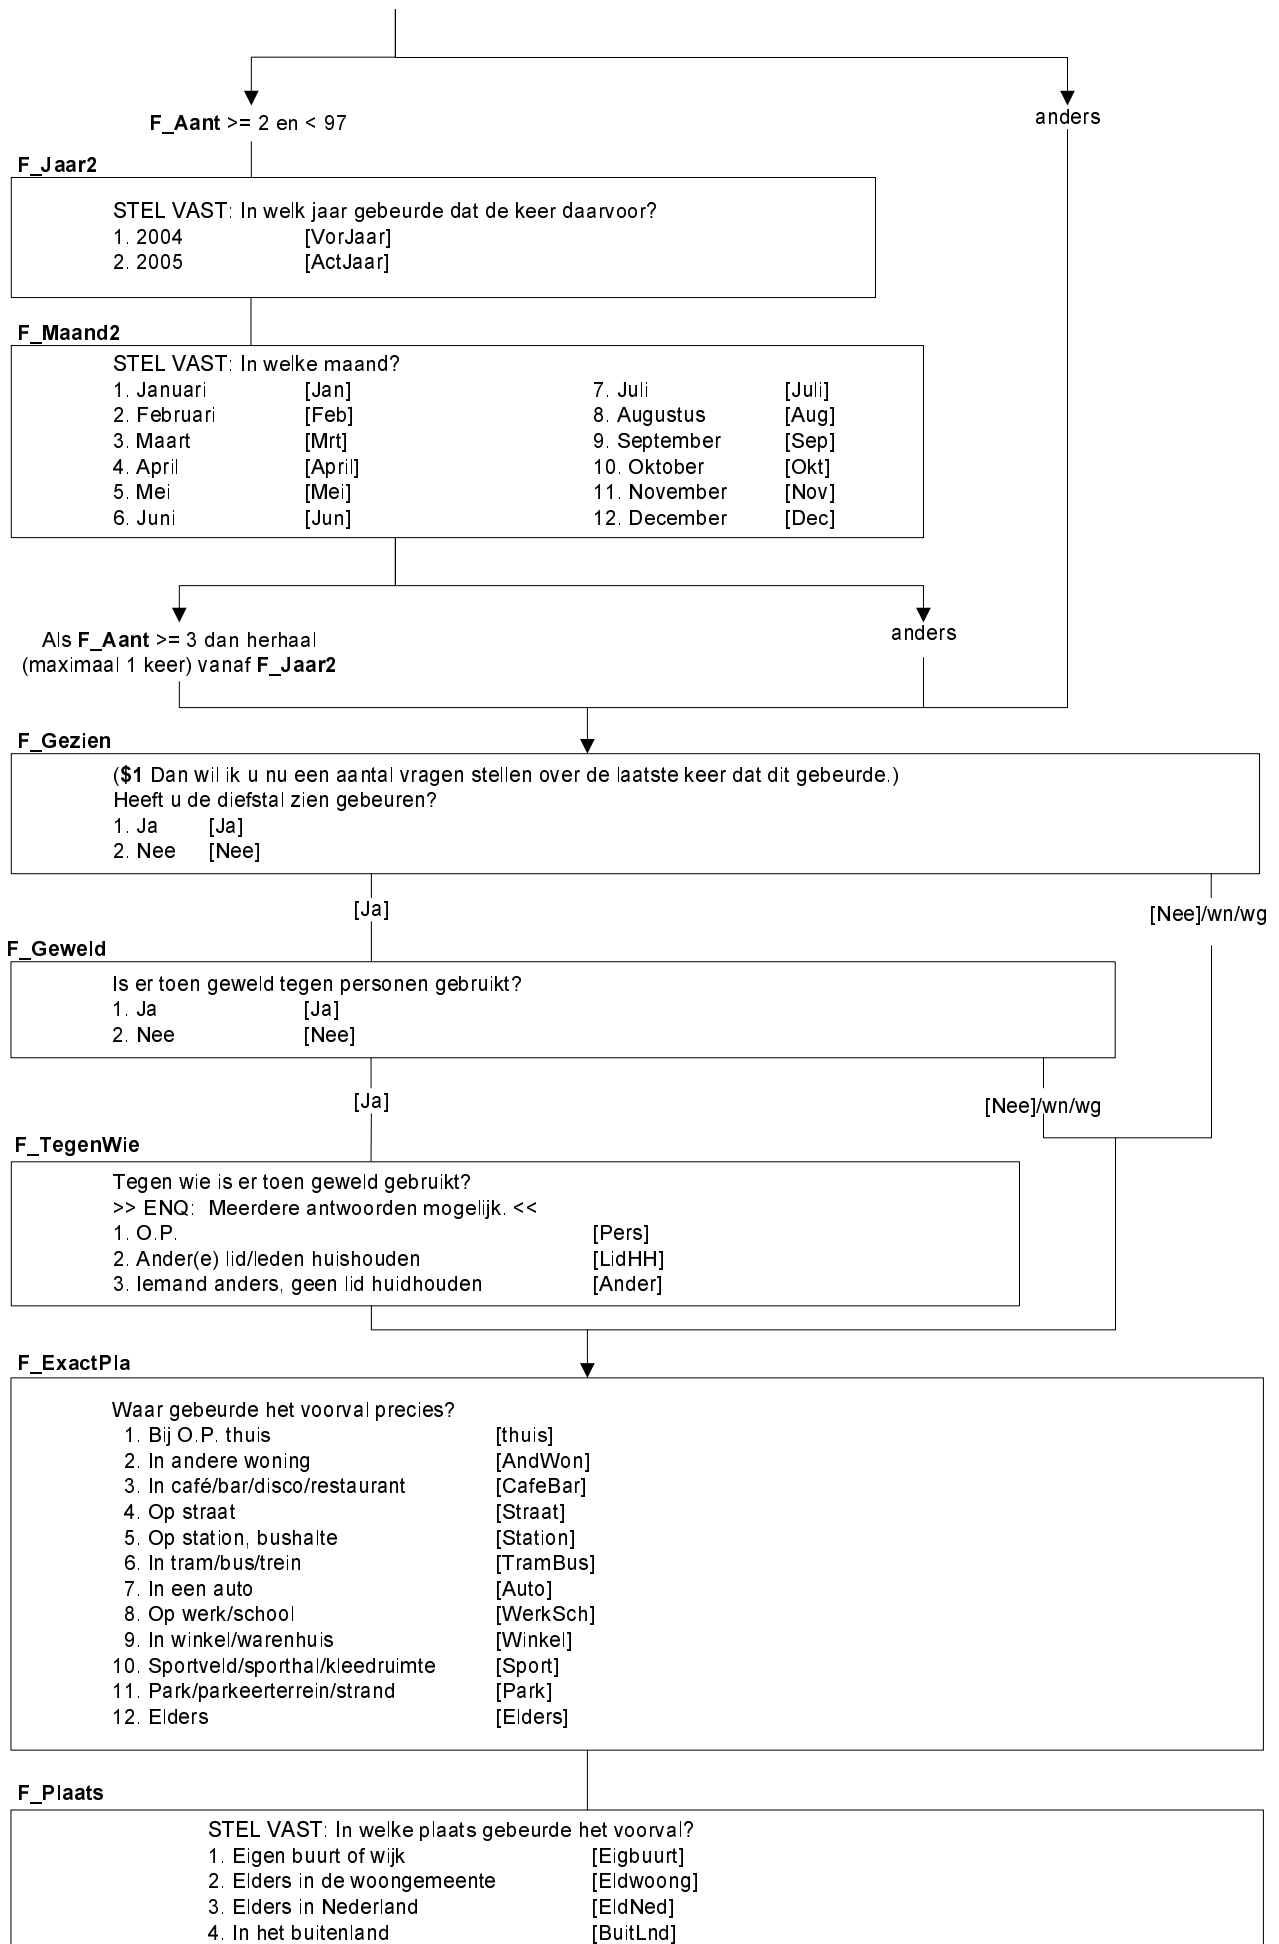 F_Aant >= 2 en < 97
anders
F_Jaar2
STEL VAST: In welk jaar gebeurde dat de keer daarvoor?
1. 2004 [VorJaar]
2. 2005 [ActJaar]
F_Maand2
STEL VAST: In welke maand?
1. Januari [Jan] 7. Juli [Juli]
2. Februari [Feb] 8. Augustus [Aug]
3. Maart [Mrt] 9. September [Sep]
4. April [April] 10. Oktober [Okt]
5. Mei [Mei] 11. November [Nov]
6. Juni [Jun] 12. December [Dec]
Als F_Aant >= 3 dan herhaal
(maximaal 1 keer) vanaf F_Jaar2
anders
F_Gezien
($1 Dan wil ik u nu een aantal vragen stellen over de laatste keer dat dit gebeurde.)
Heeft u de diefstal zien gebeuren?
1. Ja [Ja]
2. Nee [Nee]
[Ja]
[Nee]/wn/wg
F_Geweld
Is er toen geweld tegen personen gebruikt?
1. Ja [Ja]
2. Nee [Nee]
[Ja]
[Nee]/wn/wg
F_TegenWie
Tegen wie is er toen geweld gebruikt?
>> ENQ: Meerdere antwoorden mogelijk. <<
1. O.P. [Pers]
2. Ander(e) lid/leden huishouden [LidHH]
3. Iemand anders, geen lid huidhouden [Ander]
F_ExactPla
Waar gebeurde het voorval precies?
1. Bij O.P. thuis [thuis]
2. In andere woning [AndWon]
3. In café/bar/disco/restaurant [CafeBar]
4. Op straat [Straat]
5. Op station, bushalte [Station]
6. In tram/bus/trein [TramBus]
7. In een auto [Auto]
8. Op werk/school [WerkSch]
9. In winkel/warenhuis [Winkel]
10. Sportveld/sporthal/kleedruimte [Sport]
11. Park/parkeerterrein/strand [Park]
12. Elders [Elders]
F_Plaats
STEL VAST: In welke plaats gebeurde het voorval?
1. Eigen buurt of wijk [Eigbuurt]
2. Elders in de woongemeente [Eldwoong]
3. Elders in Nederland [EldNed]
4. In het buitenland [BuitLnd]